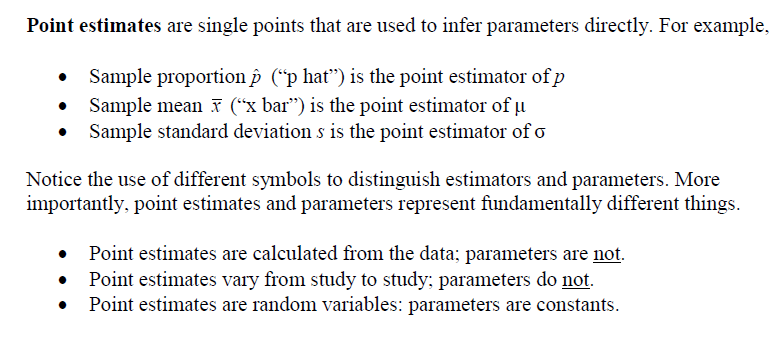 Point estimates are single points that are used to infer parameters directly. For example,
• Sample proportion p̂ (“p hat”) is the point estimator of p
• Sample mean x̄ (“x bar”) is the point estimator of μ
• Sample standard deviation s is the point estimator of σ
Notice the use of different symbols to distinguish estimators and parameters. More
importantly, point estimates and parameters represent fundamentally different things.
• Point estimates are calculated from the data; parameters are not.
• Point estimates vary from study to study; parameters do not.
• Point estimates are random variables: parameters are constants.